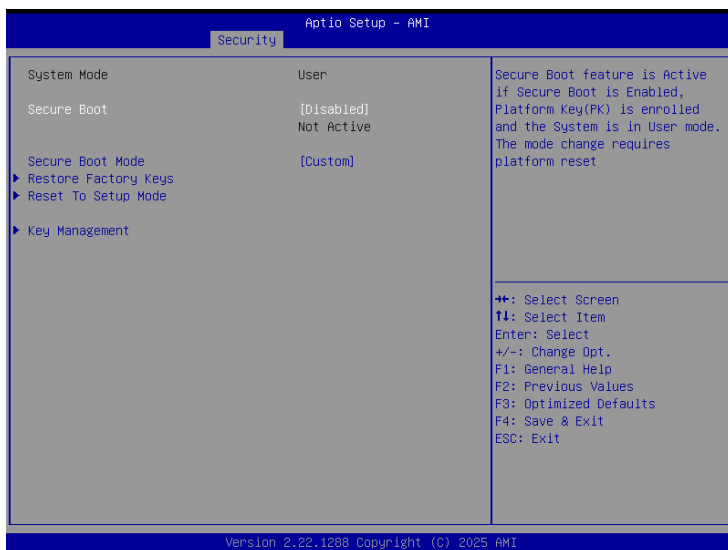 Aptio Setup – AMI
Security
System Mode User
Secure Boot [Disabled]
Not Active
Secure Boot Mode [Custom]
Restore Factory Keys
Reset To Setup Mode
Key Management
Secure Boot feature is Active
if Secure Boot is Enabled,
Platform Key(PK) is enrolled
and the System is in User mode.
The mode change requires
platform reset
→←: Select Screen
↑↓: Select Item
Enter: Select
+/-: Change Opt.
F1: General Help
F2: Previous Values
F3: Optimized Defaults
F4: Save & Exit
ESC: Exit
Version 2.22.1288 Copyright (C) 2025 AMI